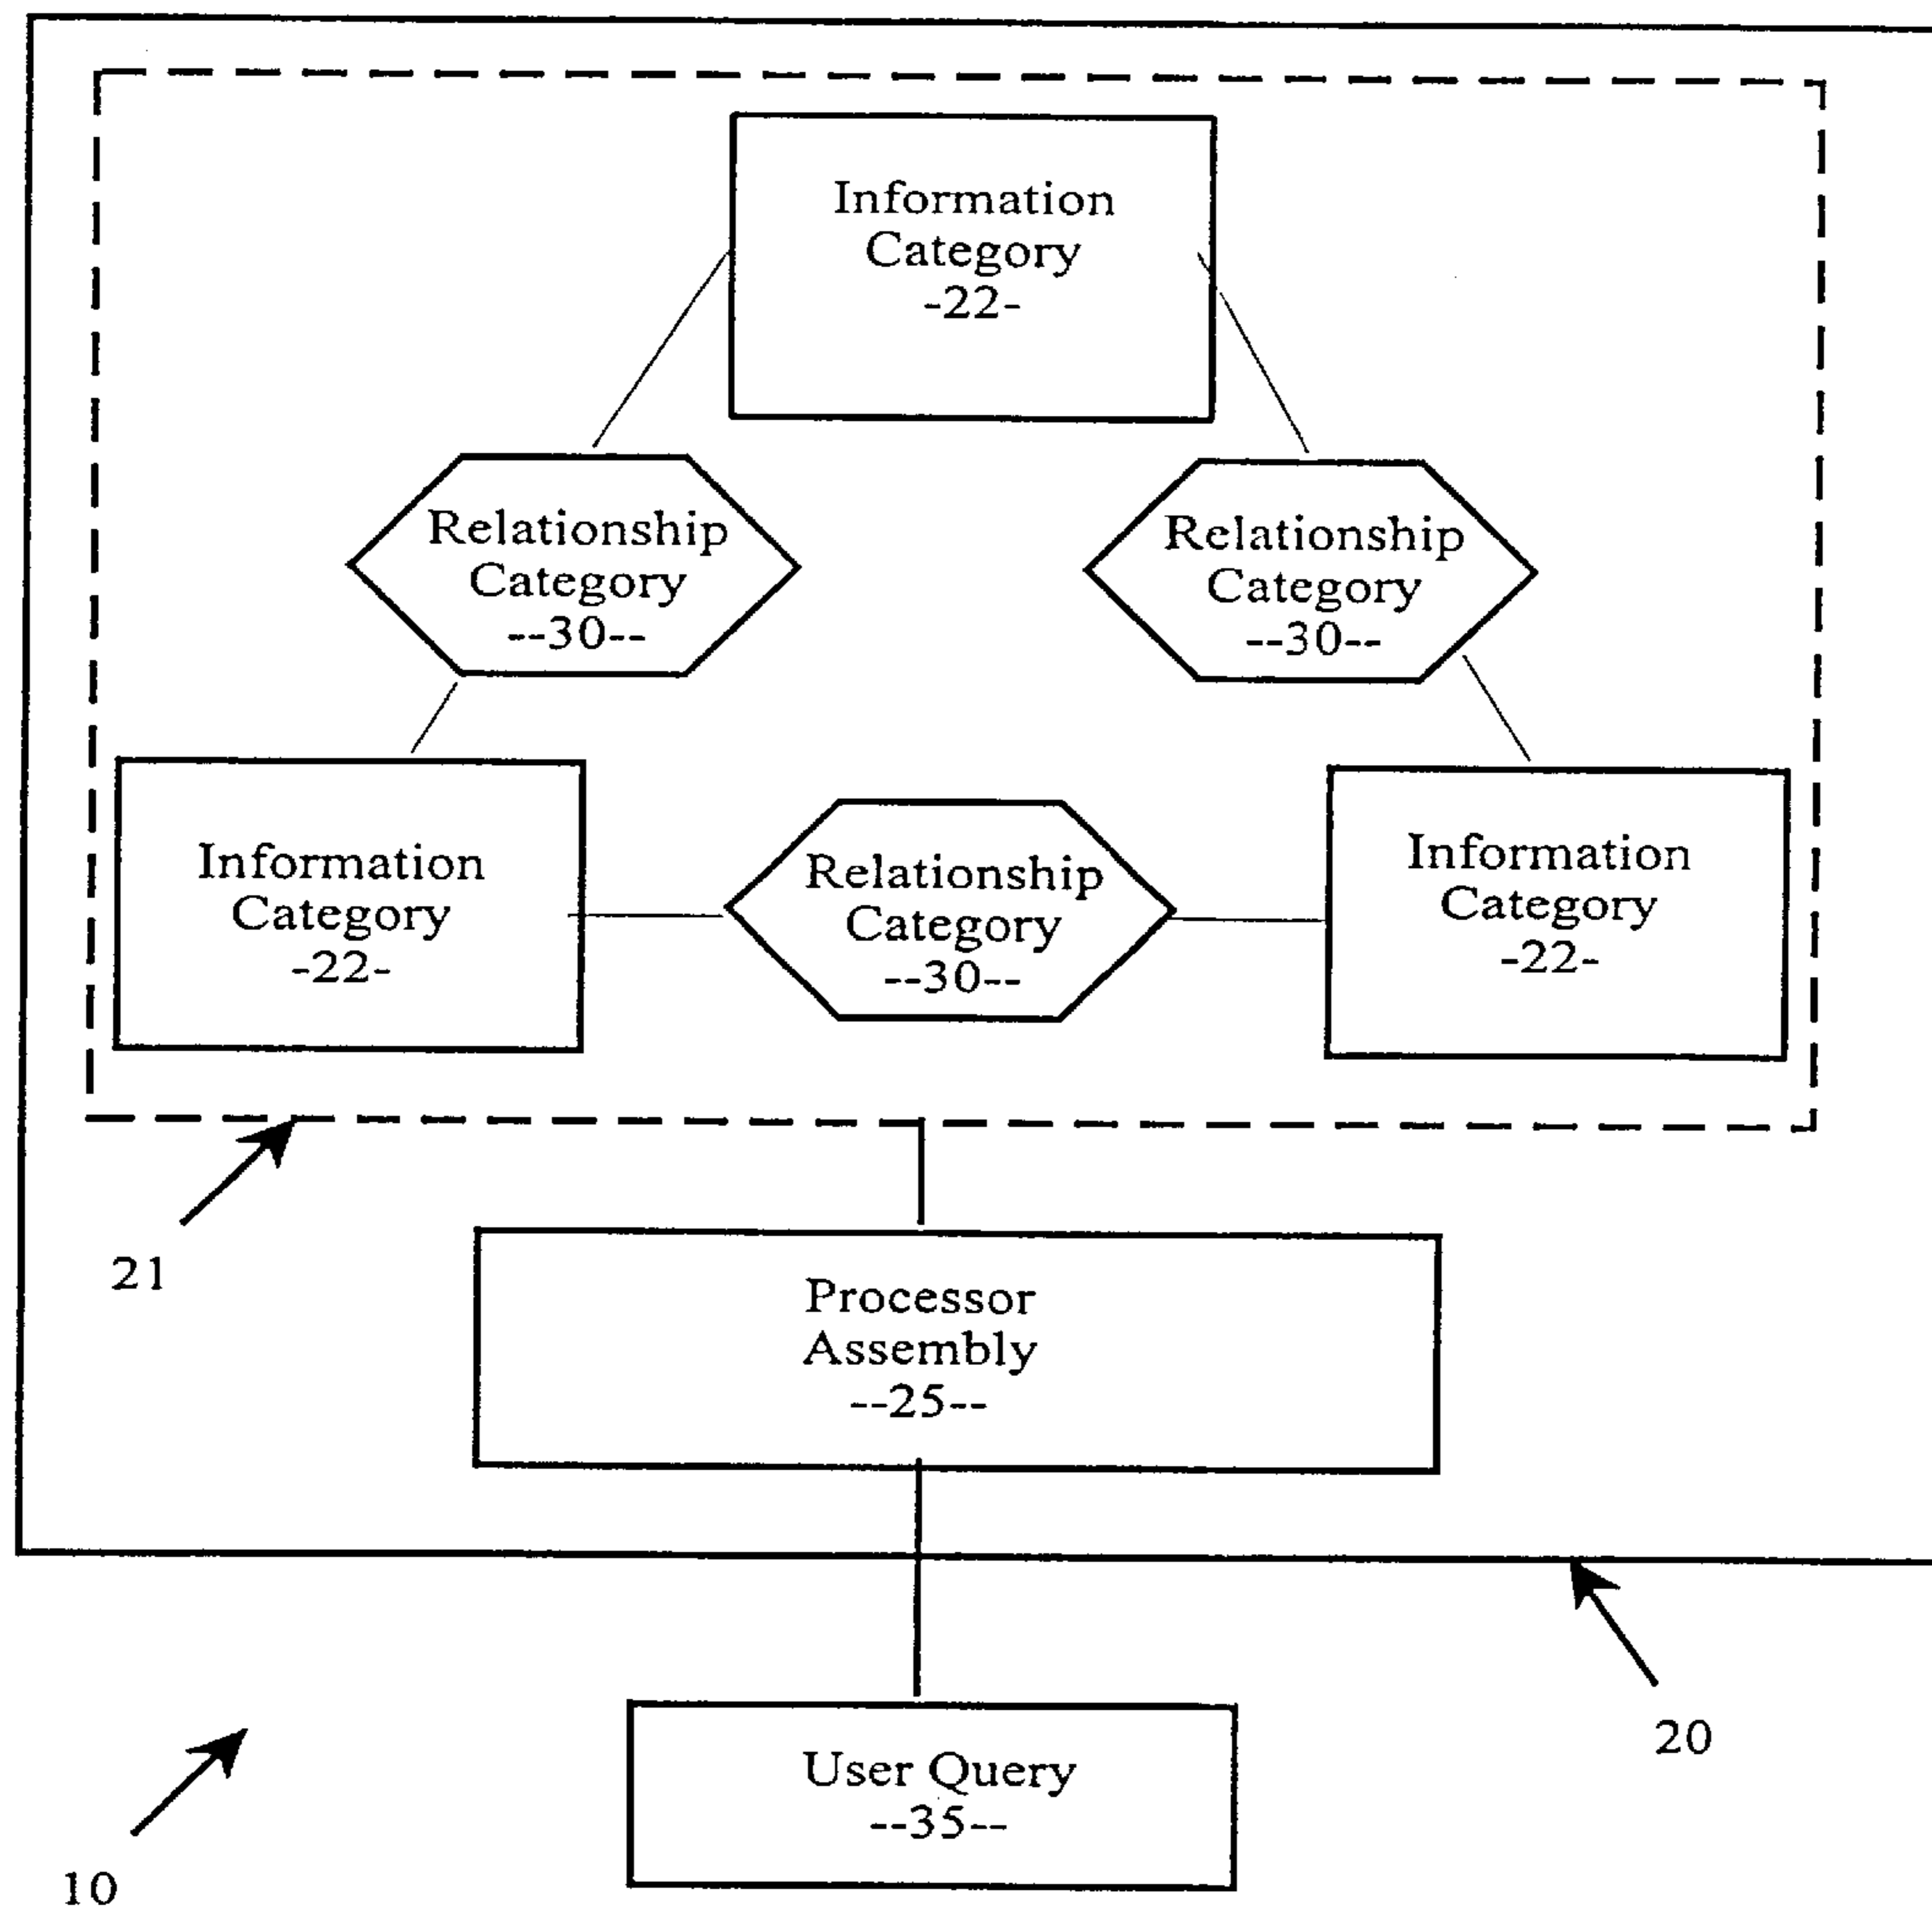 Information
Category
-22-
Relationship
Category
--30--
Relationship
Category
--30--
Information
Category
-22-
Relationship
Category
--30--
Information
Category
-22-
21
Processor
Assembly
--25--
20
User Query
--35--
10